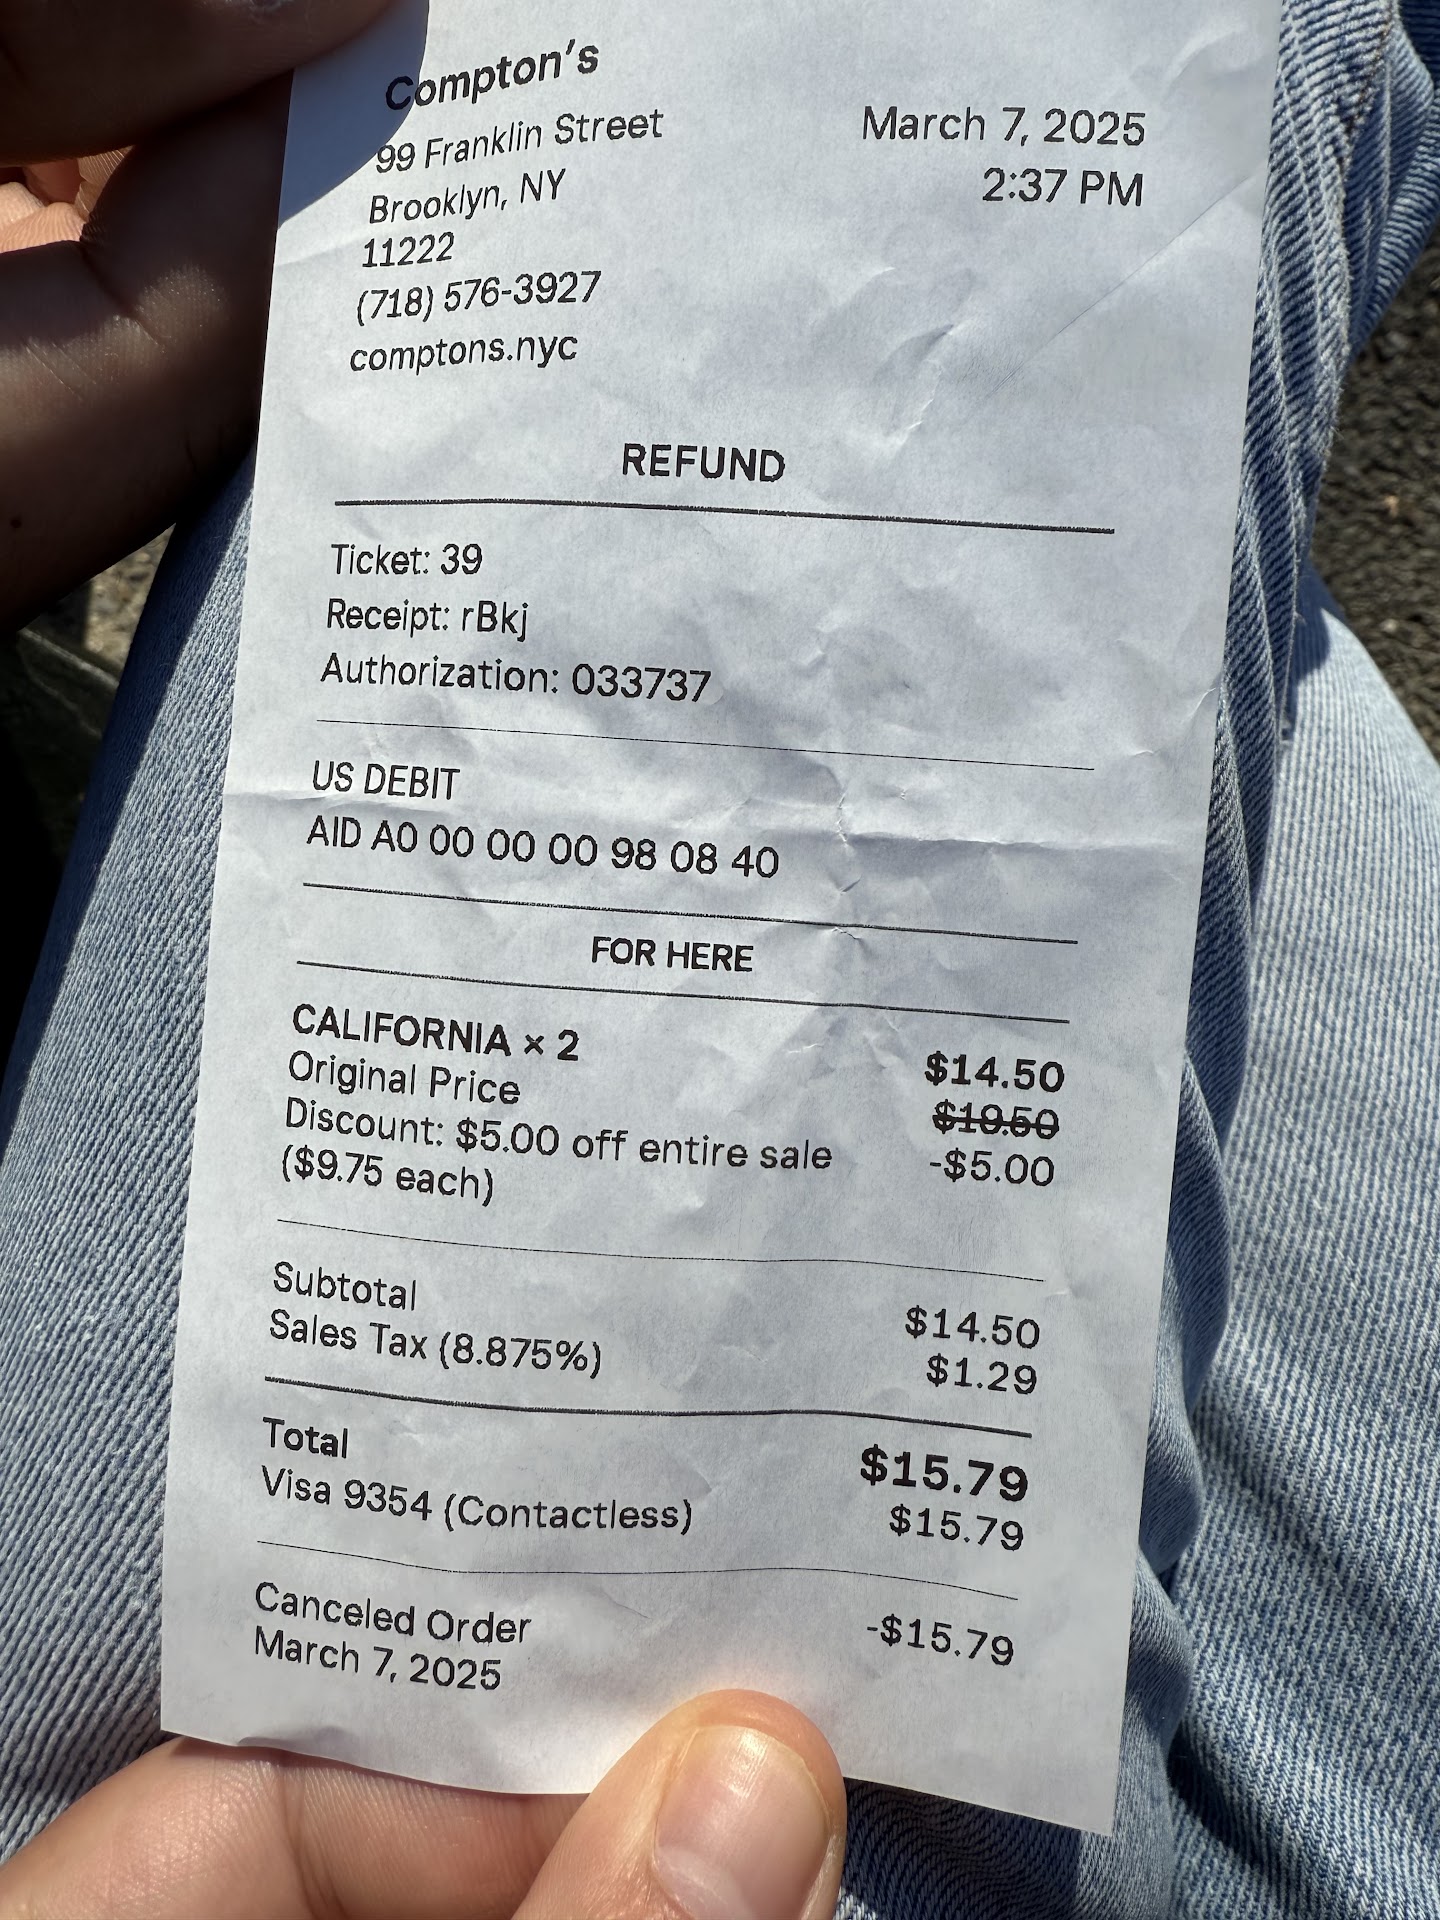 Compton's
99 Franklin Street
Brooklyn, NY
11222
(718) 576-3927
comptons.nyc
March 7, 2025
2:37 PM
REFUND
Ticket: 39
Receipt: rBkj
Authorization: 033737
US DEBIT
AID A0 00 00 00 98 08 40
FOR HERE
CALIFORNIA × 2 $14.50
Original Price $19.50
Discount: $5.00 off entire sale -$5.00
($9.75 each)
Subtotal $14.50
Sales Tax (8.875%) $1.29
Total $15.79
Visa 9354 (Contactless) $15.79
Canceled Order -$15.79
March 7, 2025